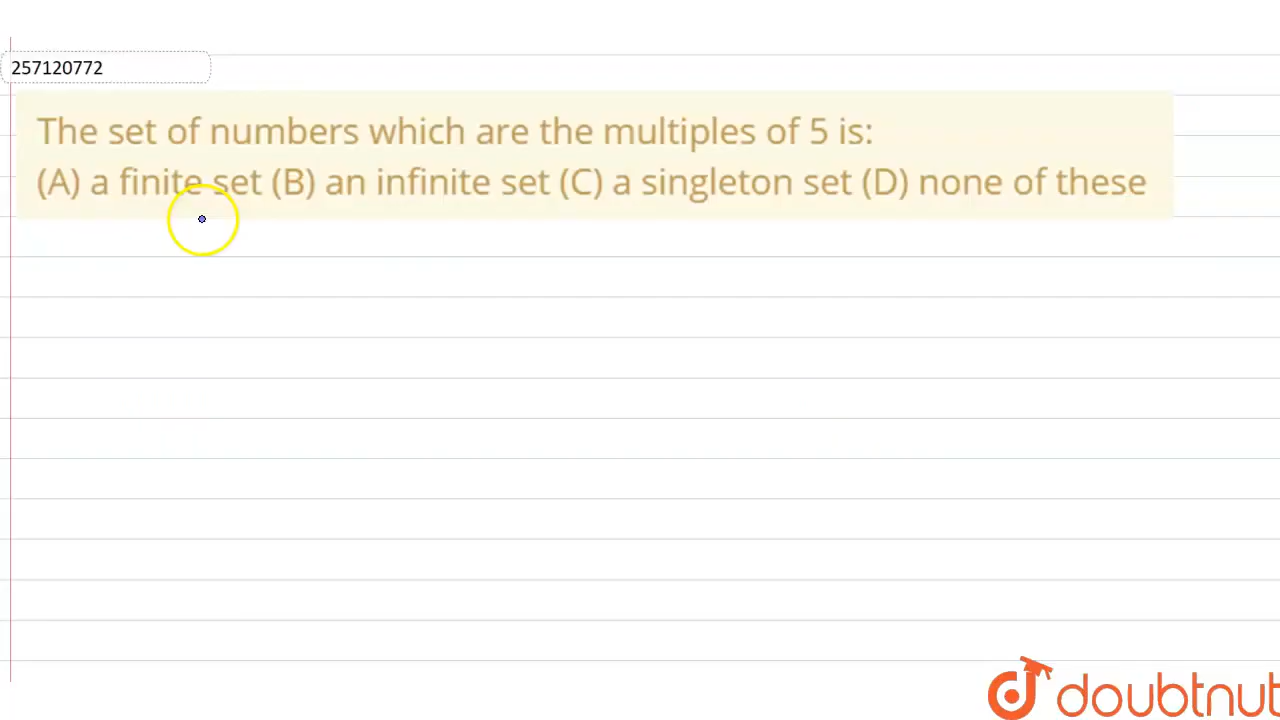 257120772
The set of numbers which are the multiples of 5 is:
(A) a finite set (B) an infinite set (C) a singleton set (D) none of these
doubtnut